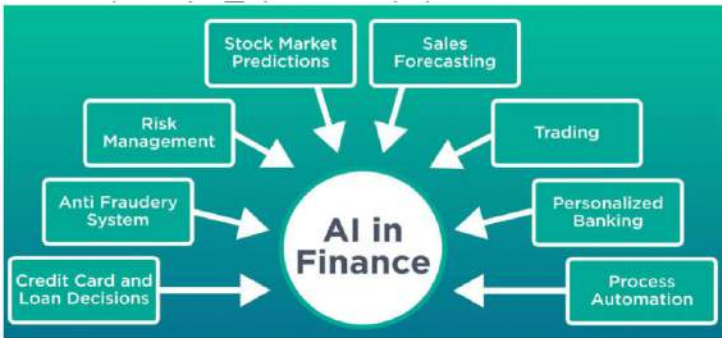 Stock Market
Predictions
Sales
Forecasting
Risk
Management
Trading
Anti Fraudery
System
Personalized
Banking
AI in
Finance
Credit Card and
Loan Decisions
Process
Automation